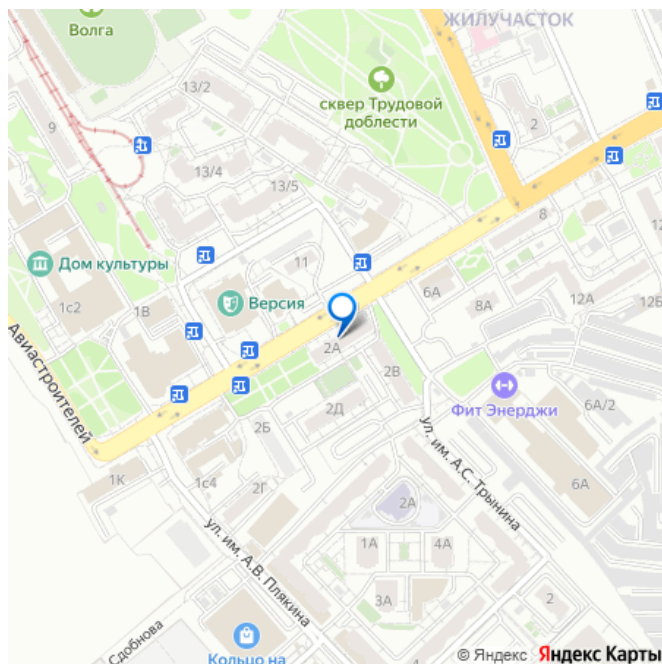 Волга
ЖИЛУЧАСТОК
13/2
сквер Трудовой
доблести
2
9
13/4
13/5
8
12
Дом культуры
11
6А
8А
12А
12Б
1с2
1В
Версия
2А
2В
Авиастроителей
Фит Энерджи
6А/2
2Д
2Б
ул. им. А.С. Трынина
1К
1с4
2Г
6А
2А
ул. им. А.В. Плякина
1А
4А
3А
2
Сдобнова
Кольцо на
© Яндекс Яндекс Карты